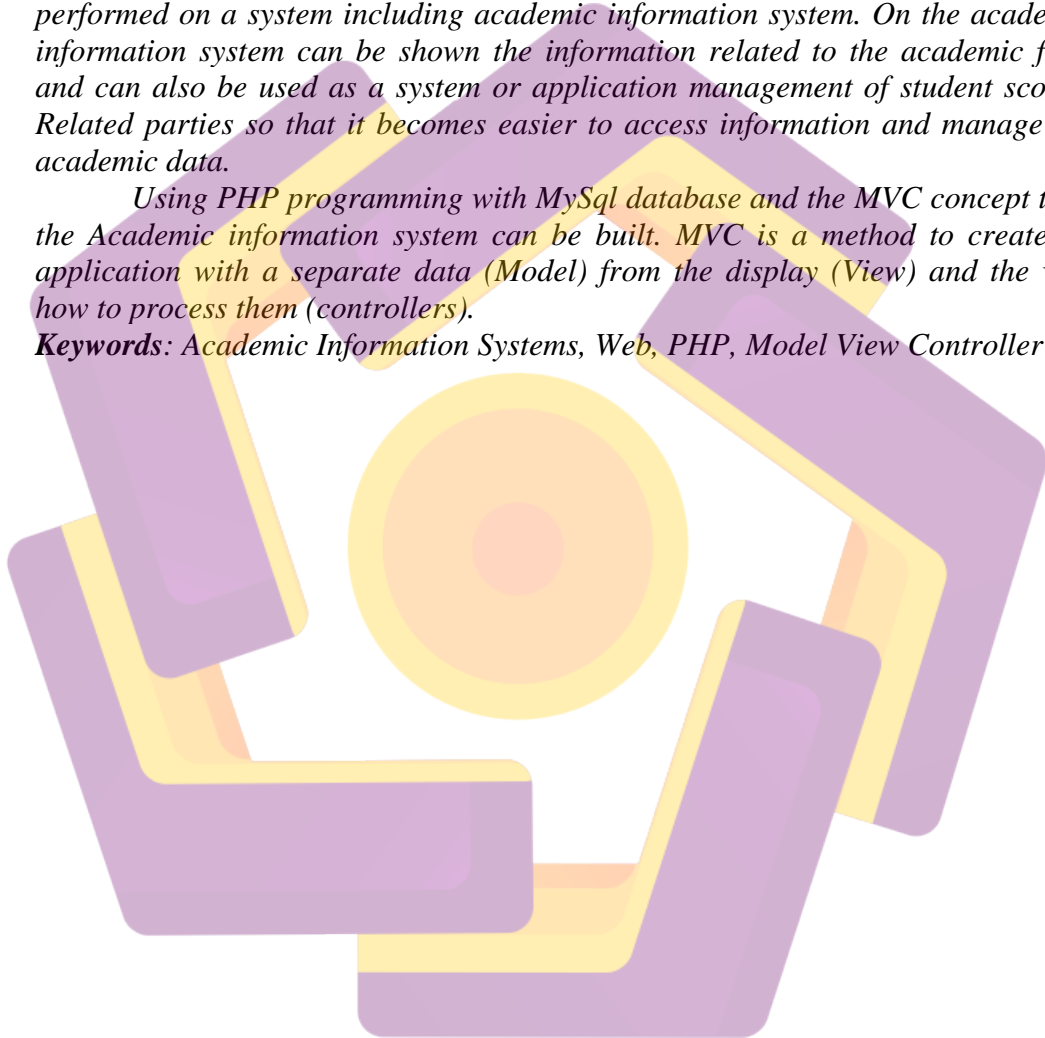 performed on a system including academic information system. On the acade
information system can be shown the information related to the academic f
and can also be used as a system or application management of student sco
Related parties so that it becomes easier to access information and manage
academic data.
Using PHP programming with MySql database and the MVC concept t
the Academic information system can be built. MVC is a method to create
application with a separate data (Model) from the display (View) and the
how to process them (controllers).
Keywords: Academic Information Systems, Web, PHP, Model View Controller